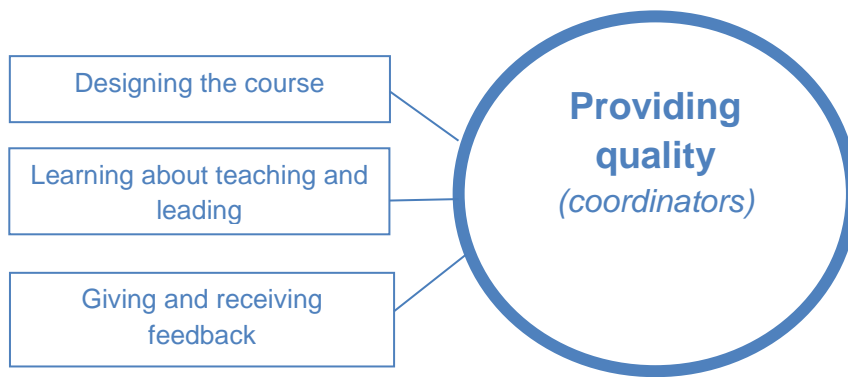 Designing the course
Learning about teaching and
leading
Giving and receiving
feedback
Providing
quality
(coordinators)